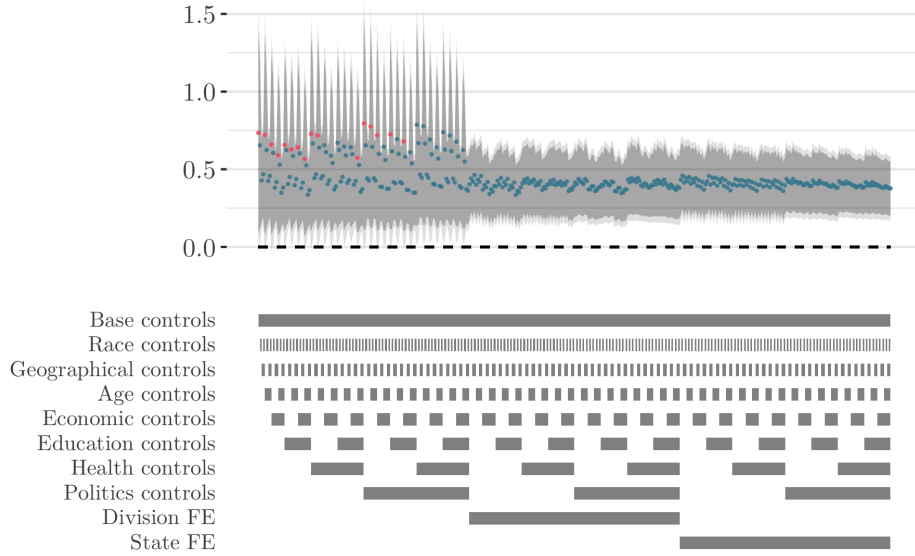 1.5
1.0
0.5
0.0
Base controls
Race controls
Geographical controls
Age controls
Economic controls
Education controls
Health controls
Politics controls
Division FE
State FE